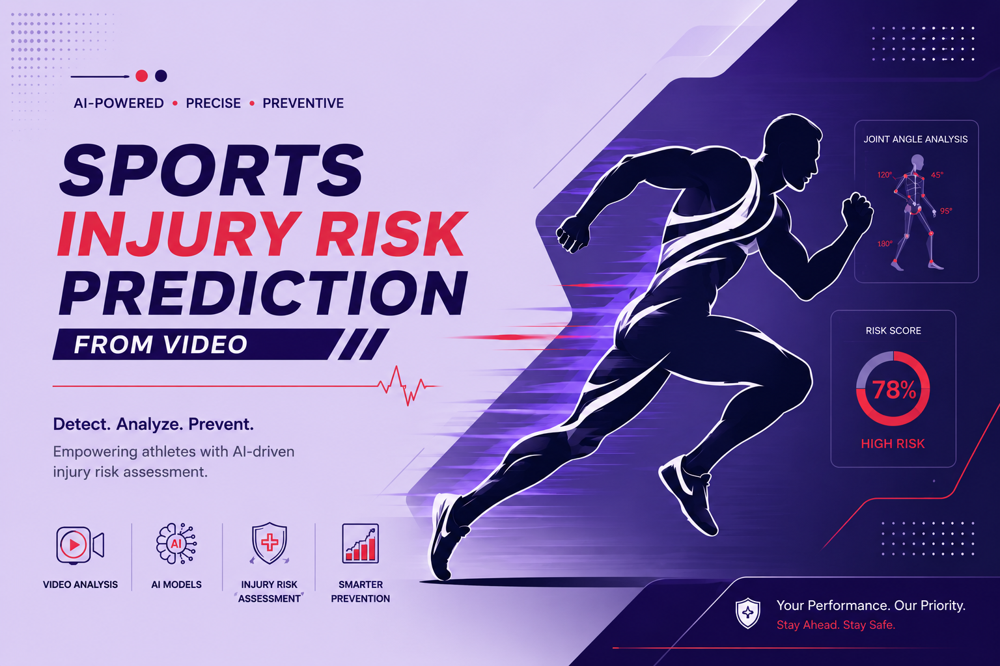 AI-POWERED • PRECISE • PREVENTIVE
SPORTS
INJURY RISK
PREDICTION
FROM VIDEO
Detect. Analyze. Prevent.
Empowering athletes with AI-driven
injury risk assessment.
VIDEO ANALYSIS
AI
AI MODELS
INJURY RISK
ASSESSMENT
SMARTER
PREVENTION
JOINT ANGLE ANALYSIS
120°
45°
95°
180°
RISK SCORE
78%
HIGH RISK
Your Performance. Our Priority.
Stay Ahead. Stay Safe.